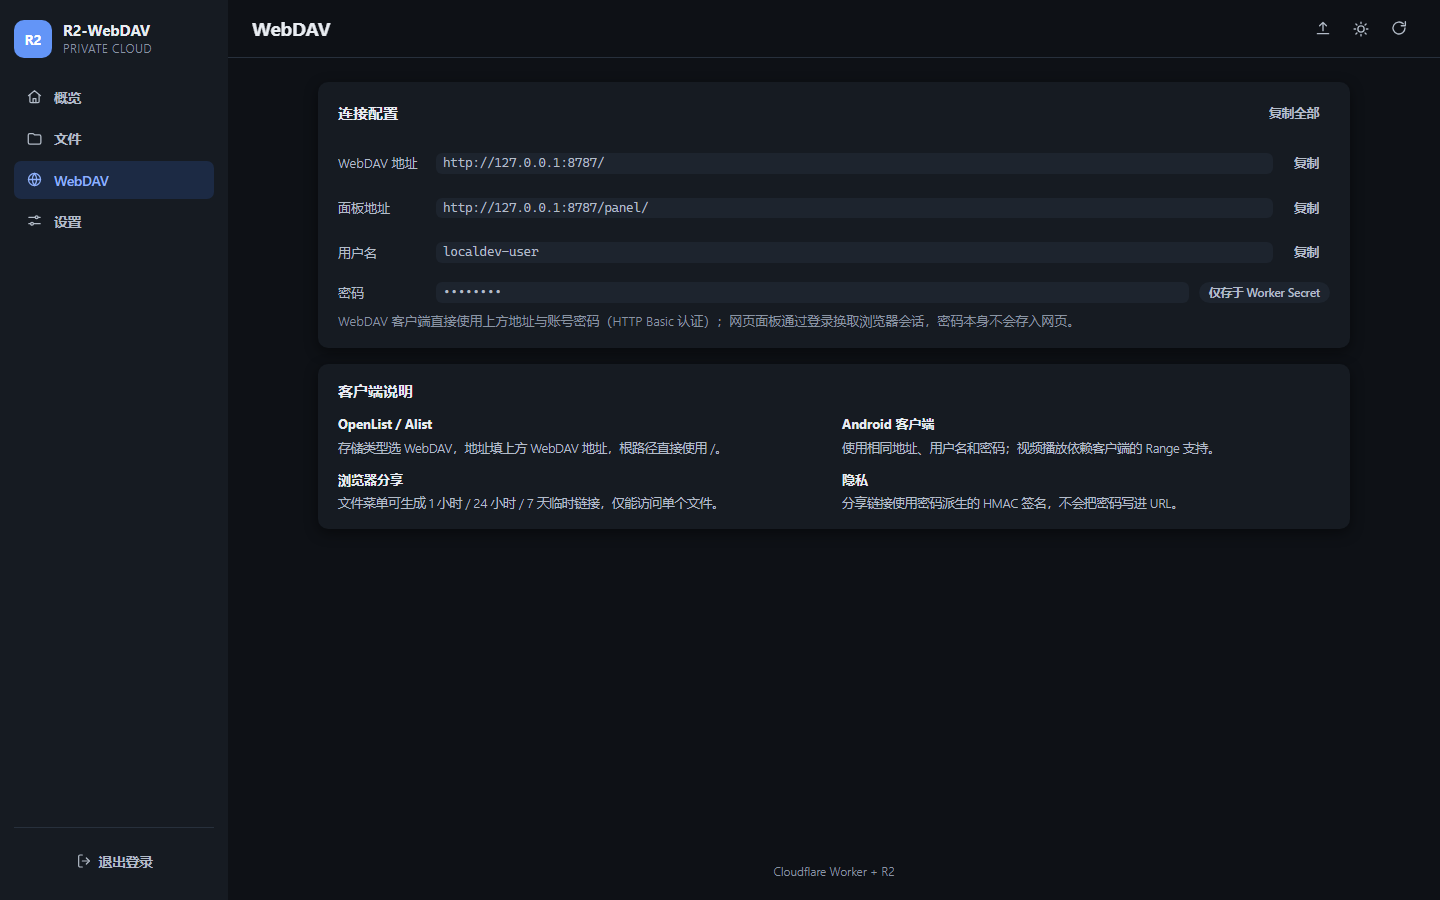 R2
R2-WebDAV
PRIVATE CLOUD
概览
文件
WebDAV
设置
退出登录
WebDAV
连接配置
复制全部
WebDAV 地址
http://127.0.0.1:8787/
复制
面板地址
http://127.0.0.1:8787/panel/
复制
用户名
localdev-user
复制
密码
••••••••
仅存于 Worker Secret
WebDAV 客户端直接使用上方地址与账号密码（HTTP Basic 认证）；网页面板通过登录换取浏览器会话，密码本身不会存入网页。
客户端说明
OpenList / Alist
存储类型选 WebDAV，地址填上方 WebDAV 地址，根路径直接使用 /。
Android 客户端
使用相同地址、用户名和密码；视频播放依赖客户端的 Range 支持。
浏览器分享
文件菜单可生成 1 小时 / 24 小时 / 7 天临时链接，仅能访问单个文件。
隐私
分享链接使用密码派生的 HMAC 签名，不会把密码写进 URL。
Cloudflare Worker + R2